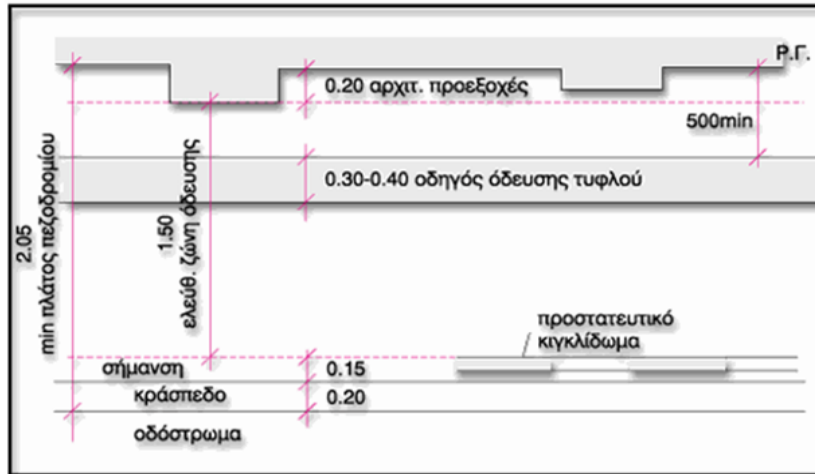 Ρ.Γ.
0.20 αρχιτ. προεξοχές
500min
0.30-0.40 οδηγός όδευσης τυφλού
2.05
min πλάτος πεζοδρομίου
1.50
ελεύθ. ζώνη όδευσης
προστατευτικό
κιγκλίδωμα
σήμανση 0.15
κράσπεδο 0.20
οδόστρωμα